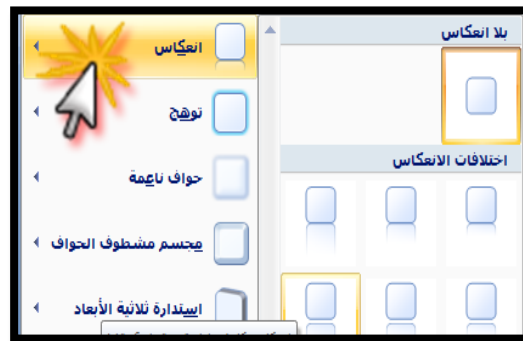 بلا انعكاس
اختلافات الانعكاس
انعكاس
توهج
حواف ناعمة
مجسم مشطوف الحواف
استدارة ثلاثية الأبعاد